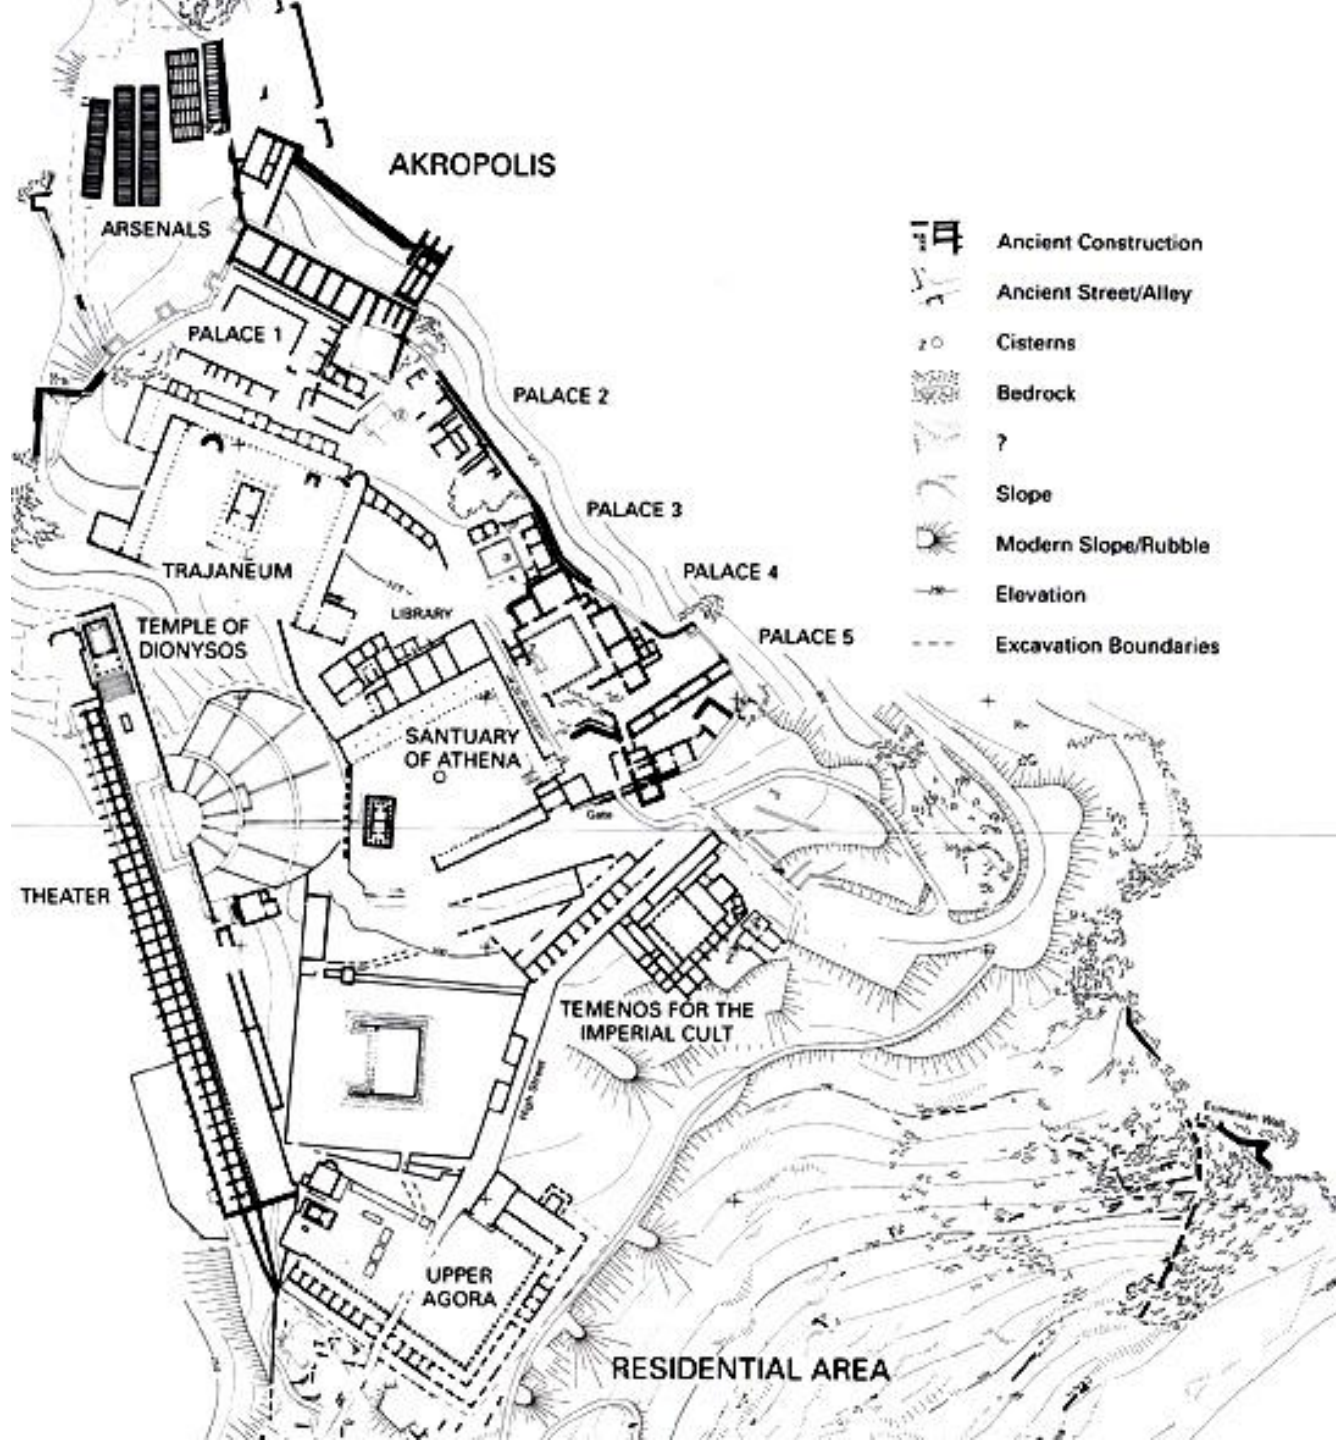 AKROPOLIS
ARSENALS
PALACE 1
PALACE 2
PALACE 3
PALACE 4
PALACE 5
TRAJANEUM
LIBRARY
TEMPLE OF
DIONYSOS
SANTUARY
OF ATHENA
Gate
THEATER
TEMENOS FOR THE
IMPERIAL CULT
High Street
UPPER
AGORA
RESIDENTIAL AREA
Eumenian Wall
Ancient Construction
Ancient Street/Alley
Cisterns
Bedrock
?
Slope
Modern Slope/Rubble
Elevation
Excavation Boundaries